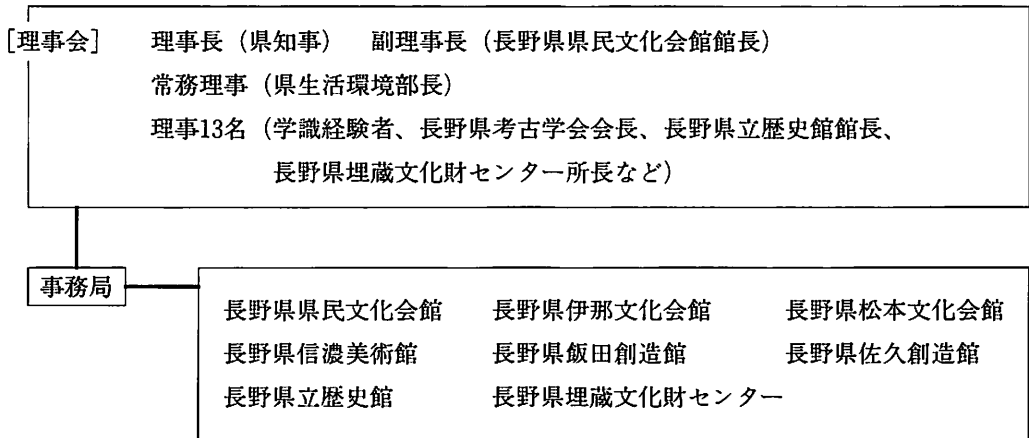 [理事会] 理事長（県知事） 副理事長（長野県県民文化会館館長）
常務理事（県生活環境部長）
理事13名（学識経験者、長野県考古学会会長、長野県立歴史館館長、
長野県埋蔵文化財センター所長など）
事務局
長野県県民文化会館 長野県伊那文化会館 長野県松本文化会館
長野県信濃美術館 長野県飯田創造館 長野県佐久創造館
長野県立歴史館 長野県埋蔵文化財センター